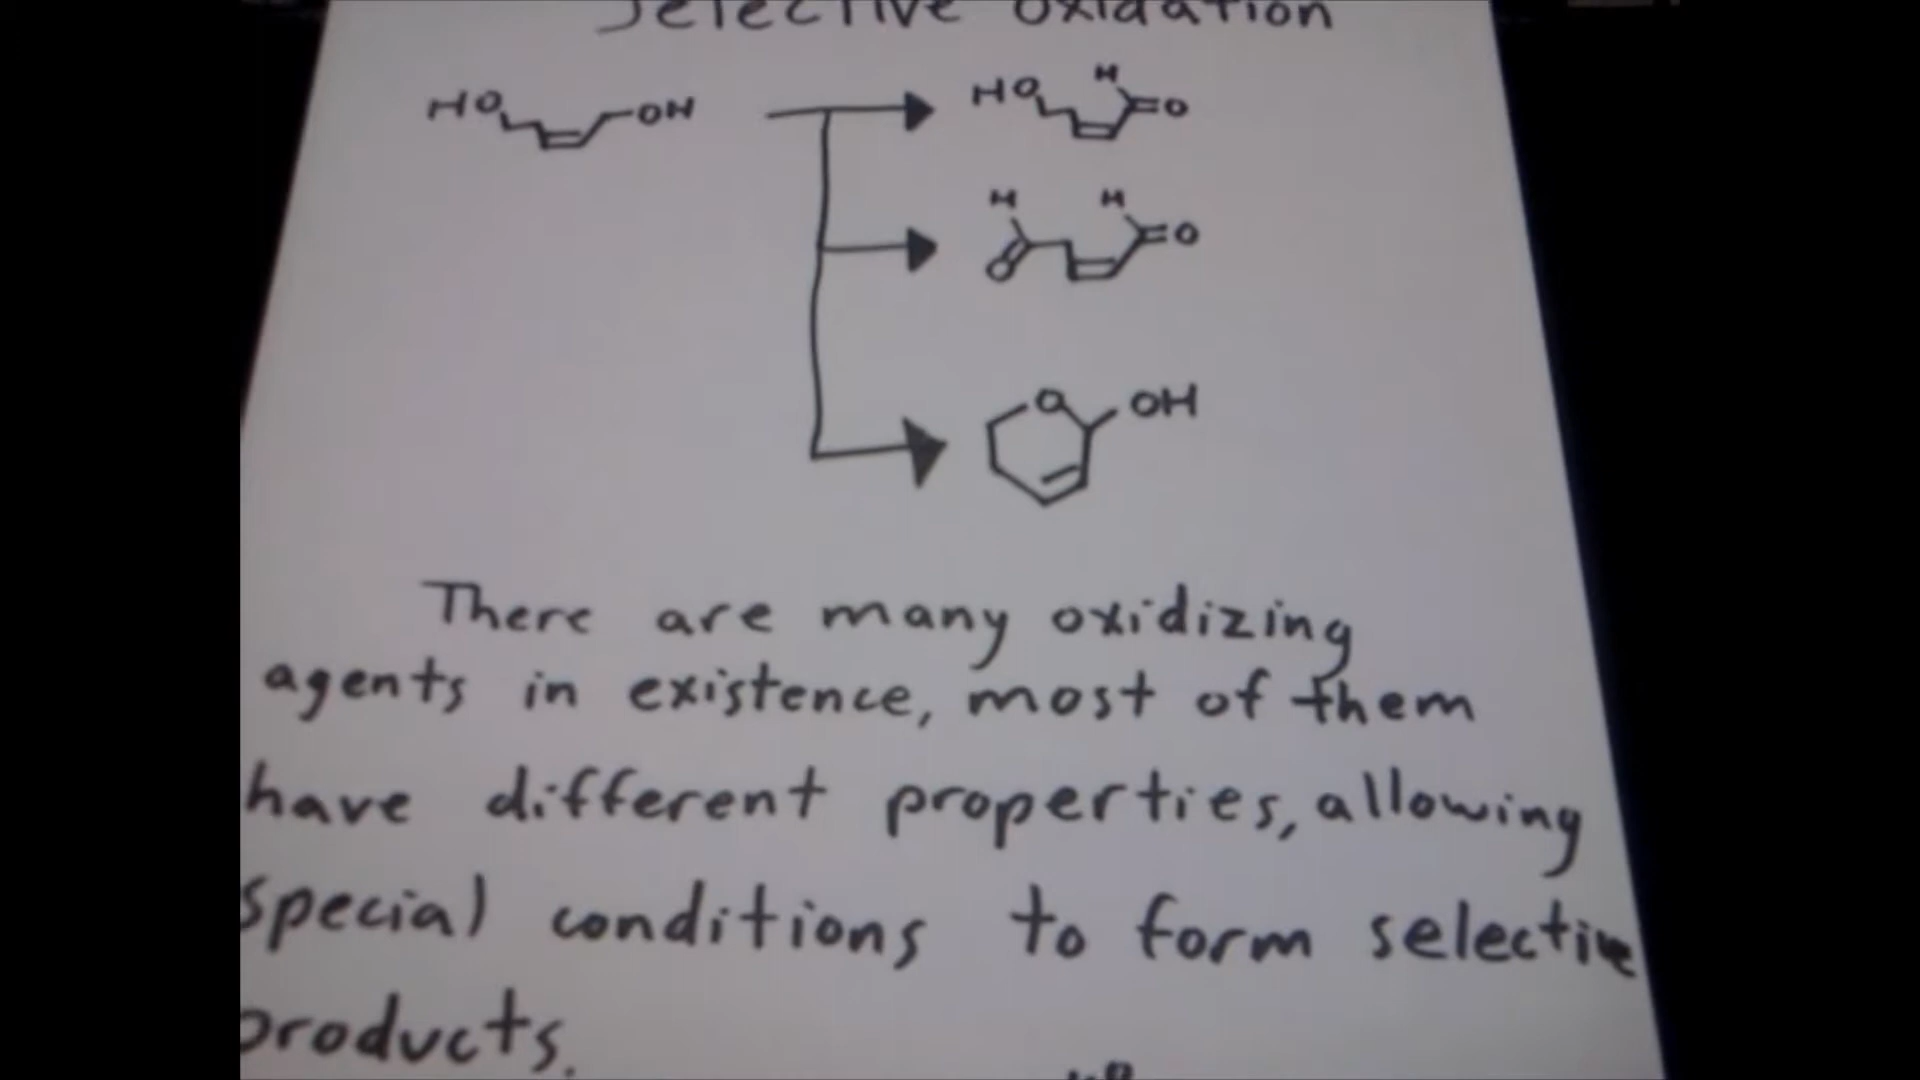 Selective Oxidation
HO OH HO H O
H O H O
O OH
There are many oxidizing
agents in existence, most of them
have different properties, allowing
special conditions to form selective
products.